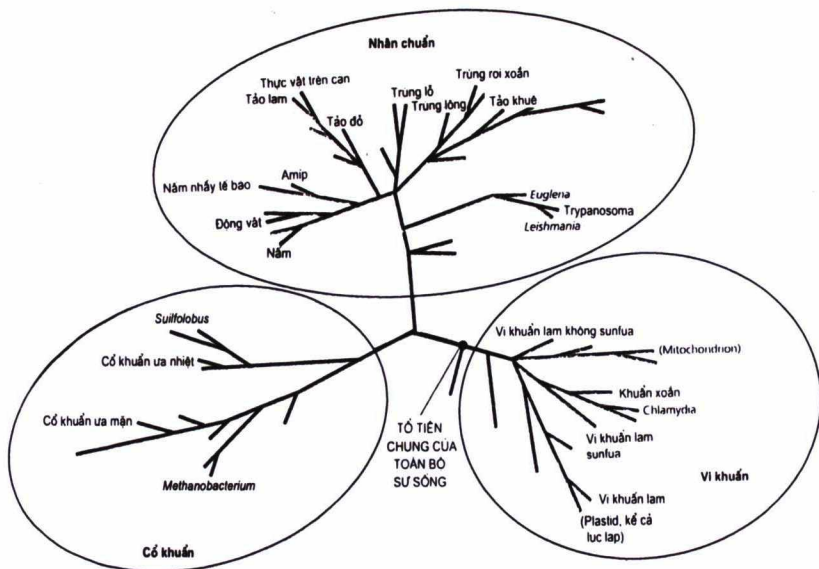 Nhân chuẩn
Thực vật trên cạn
Tảo lam
Tảo đỏ
Trùng lỗ
Trùng lông
Trùng roi xoắn
Tảo khuê
Nấm nhầy tế bào
Amip
Động vật
Nấm
Euglena
Trypanosoma
Leishmania
Suilfolobus
Cổ khuẩn ưa nhiệt
Cổ khuẩn ưa mặn
Methanobacterium
Cổ khuẩn
TỔ TIÊN
CHUNG CỦA
TOÀN BỘ
SỰ SỐNG
Vi khuẩn lam không sunfua
(Mitochondrion)
Khuẩn xoắn
Chlamydia
Vi khuẩn lam
sunfua
Vi khuẩn
Vi khuẩn lam
(Plastid, kể cả
lục lạp)